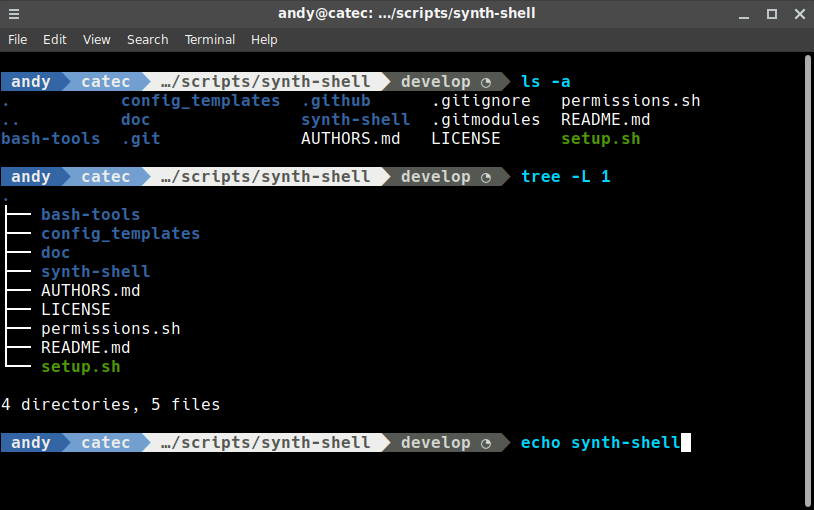 andy@catec: …/scripts/synth-shell
File Edit View Search Terminal Help
andy catec …/scripts/synth-shell develop ◔ ls -a
. config_templates .github .gitignore permissions.sh
.. doc synth-shell .gitmodules README.md
bash-tools .git AUTHORS.md LICENSE setup.sh
andy catec …/scripts/synth-shell develop ◔ tree -L 1
.
├── bash-tools
├── config_templates
├── doc
├── synth-shell
├── AUTHORS.md
├── LICENSE
├── permissions.sh
├── README.md
└── setup.sh
4 directories, 5 files
andy catec …/scripts/synth-shell develop ◔ echo synth-shell